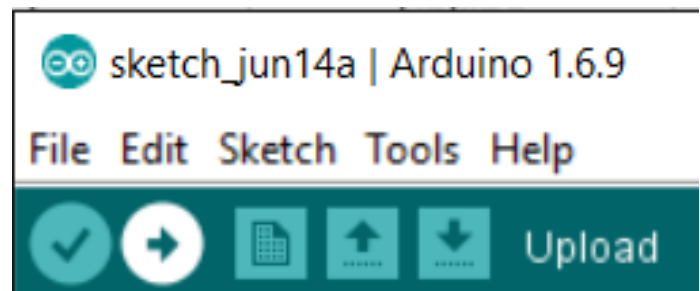 sketch_jun14a | Arduino 1.6.9
File Edit Sketch Tools Help
Upload